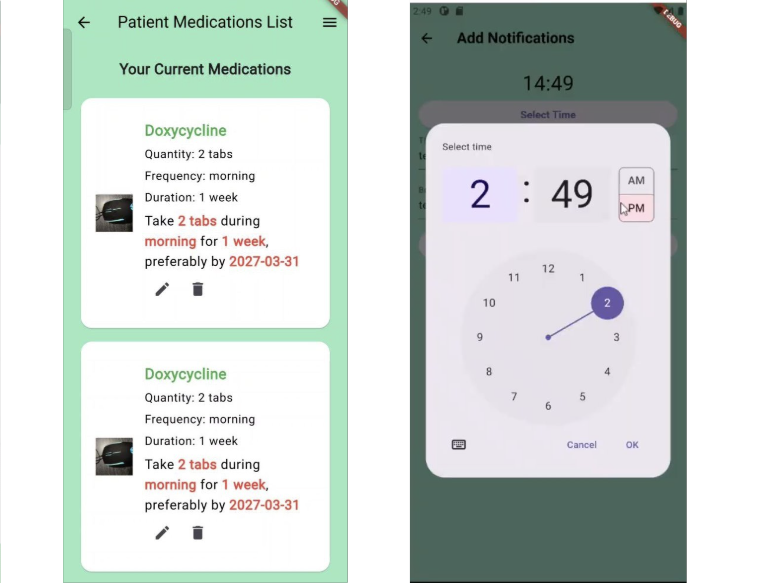 Patient Medications List
Your Current Medications
Doxycycline
Quantity: 2 tabs
Frequency: morning
Duration: 1 week
Take 2 tabs during
morning for 1 week,
preferably by 2027-03-31
Doxycycline
Quantity: 2 tabs
Frequency: morning
Duration: 1 week
Take 2 tabs during
morning for 1 week,
preferably by 2027-03-31
2:49
DEBUG
Add Notifications
14:49
Select Time
Select time
2 : 49
AM
PM
12
11 1
10 2
9 3
8 4
7 5
6
Cancel OK